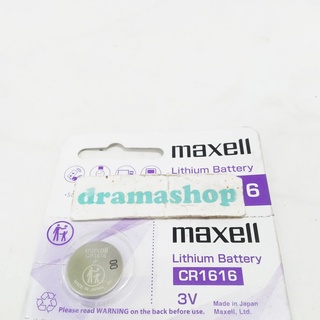 maxell
Lithium Battery
6
dramashop
maxell
Lithium Battery
CR1616
3V
Made in Japan
Maxell, Ltd.
Please read WARNING on the back before use.